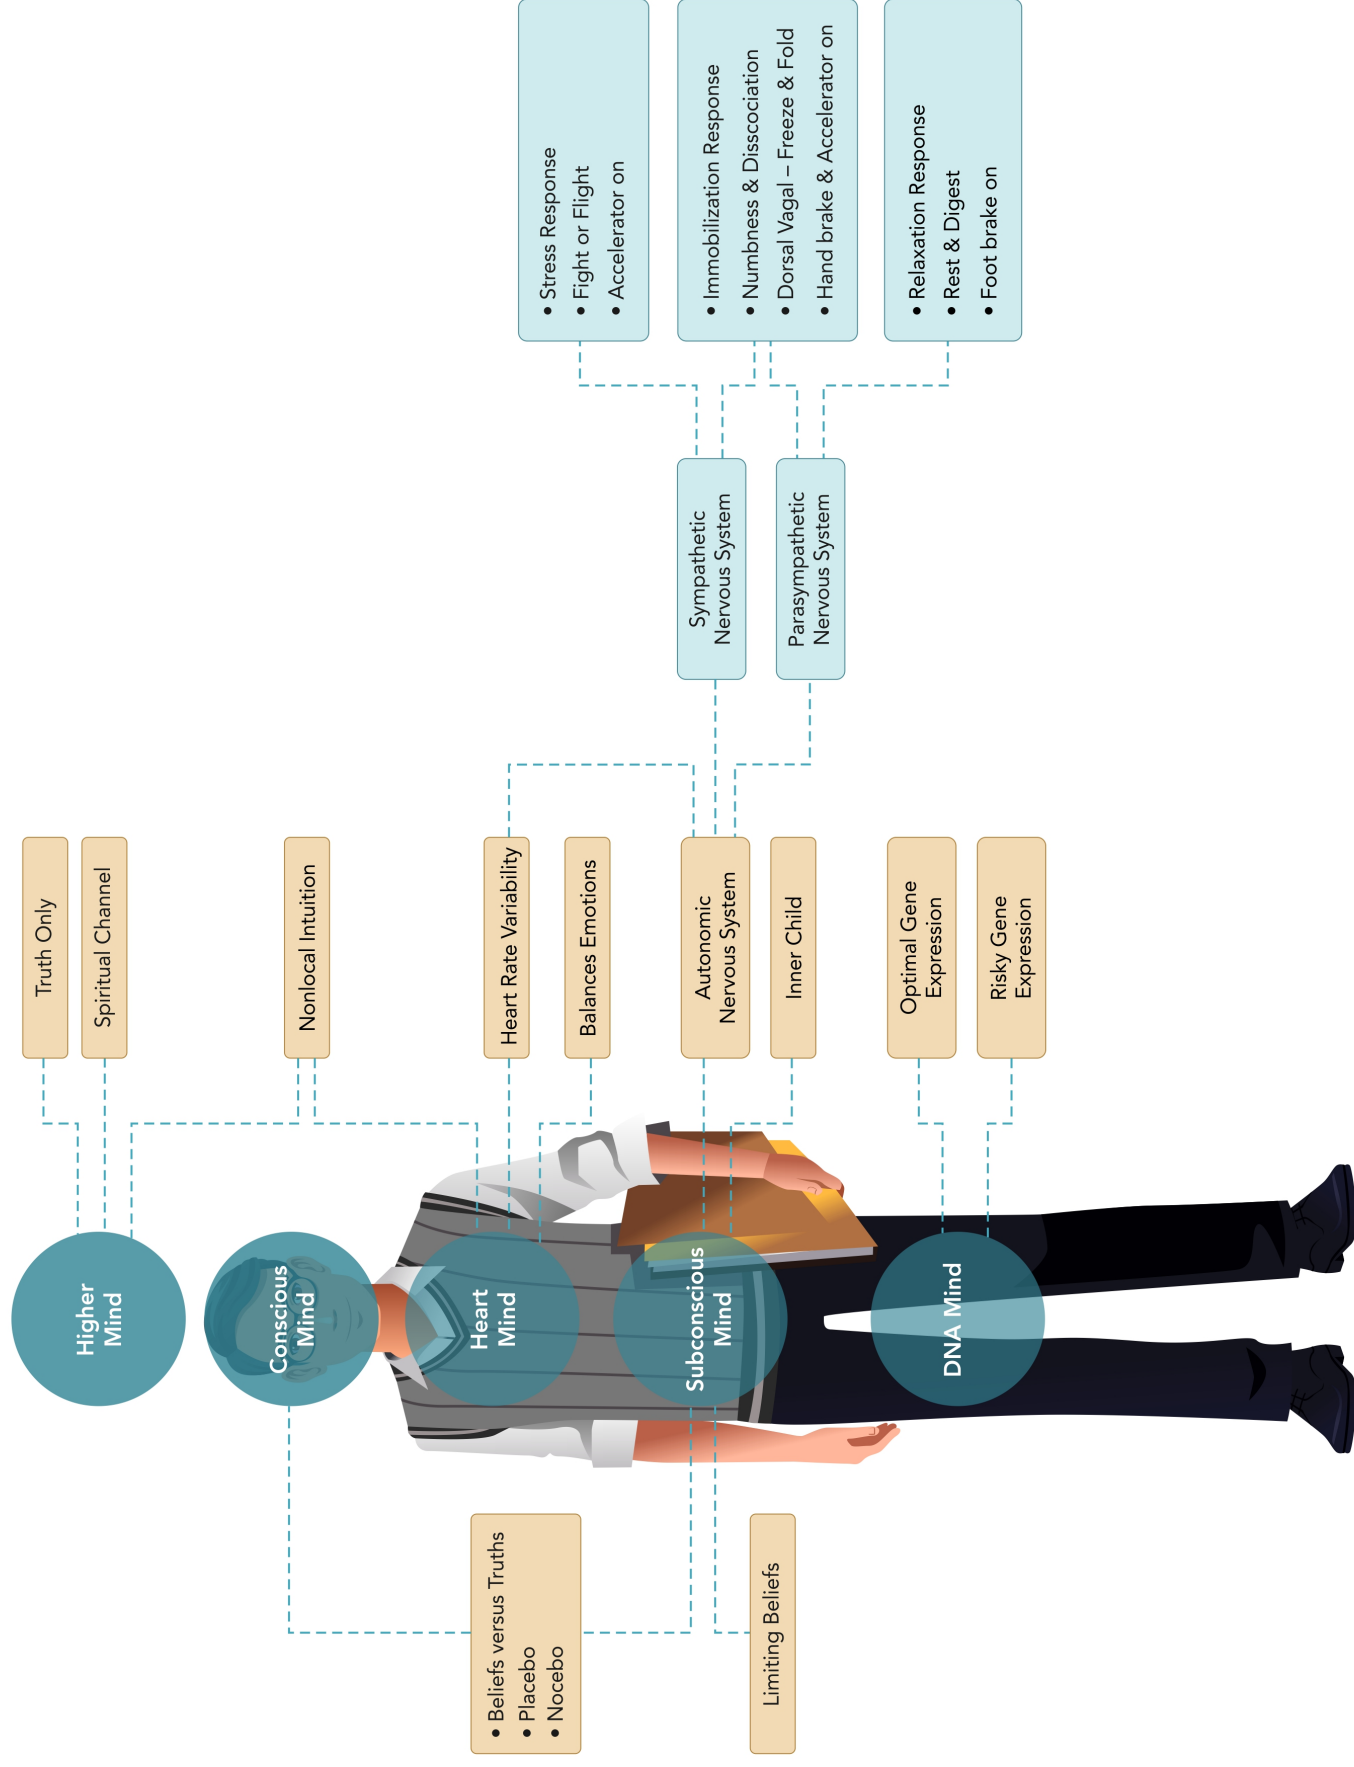 Higher
Mind
Conscious
Mind
Heart
Mind
Subconscious
Mind
DNA Mind
• Beliefs versus Truths
• Placebo
• Nocebo
Limiting Beliefs
Truth Only
Spiritual Channel
Nonlocal Intuition
Heart Rate Variability
Balances Emotions
Autonomic
Nervous System
Inner Child
Optimal Gene
Expression
Risky Gene
Expression
Sympathetic
Nervous System
Parasympathetic
Nervous System
• Stress Response
• Fight or Flight
• Accelerator on
• Immobilization Response
• Numbness & Disscociation
• Dorsal Vagal – Freeze & Fold
• Hand brake & Accelerator on
• Relaxation Response
• Rest & Digest
• Foot brake on